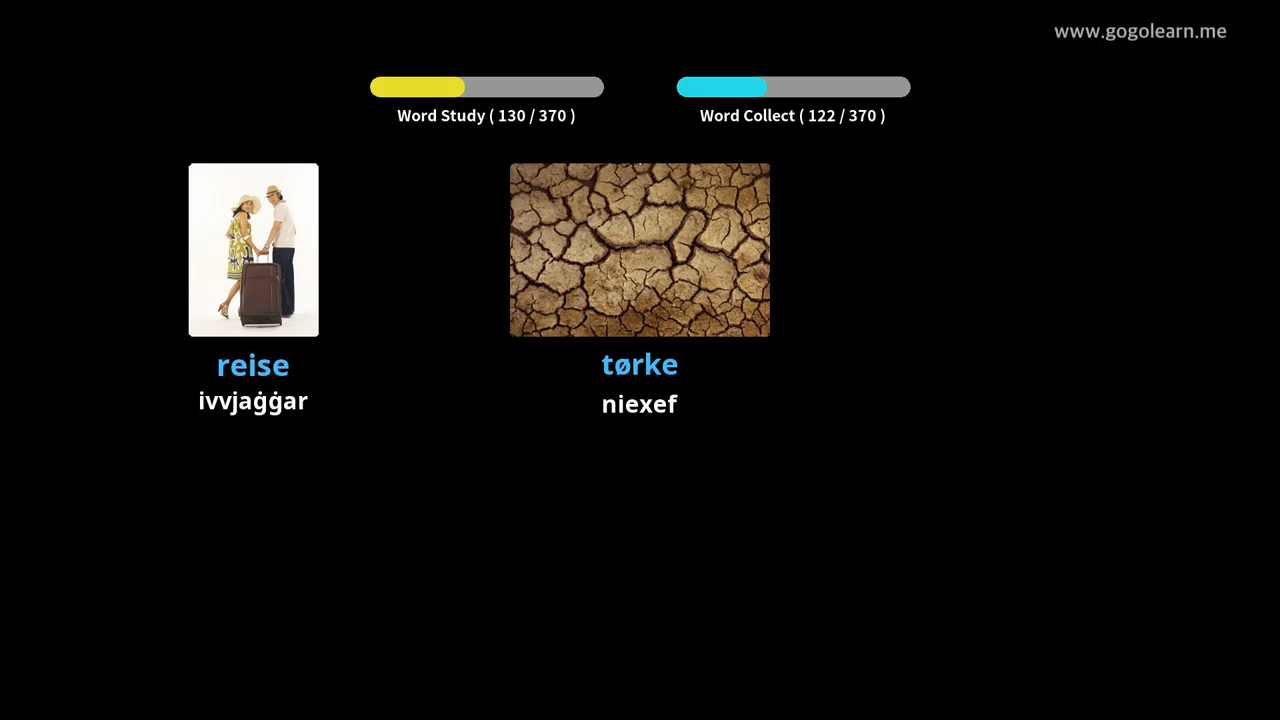 www.gogolearn.me
Word Study ( 130 / 370 )
Word Collect ( 122 / 370 )
reise
ivvjaġġar
tørke
niexef